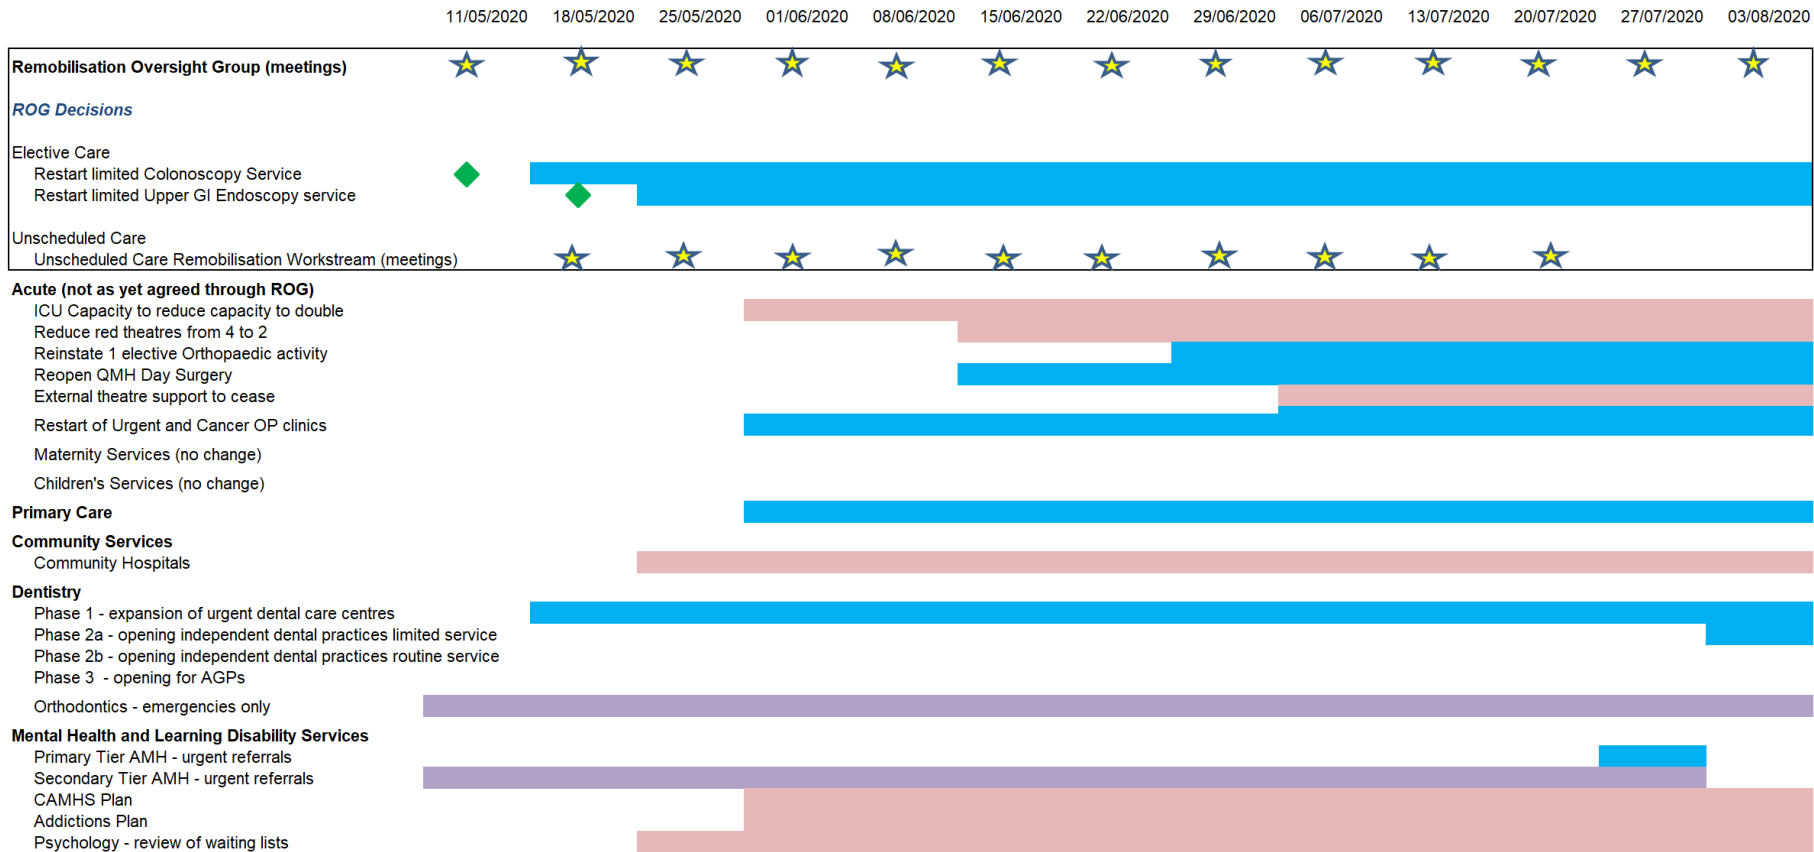 11/05/2020 18/05/2020 25/05/2020 01/06/2020 08/06/2020 15/06/2020 22/06/2020 29/06/2020 06/07/2020 13/07/2020 20/07/2020 27/07/2020 03/08/2020
Remobilisation Oversight Group (meetings)
ROG Decisions
Elective Care
Restart limited Colonoscopy Service
Restart limited Upper GI Endoscopy service
Unscheduled Care
Unscheduled Care Remobilisation Workstream (meetings)
Acute (not as yet agreed through ROG)
ICU Capacity to reduce capacity to double
Reduce red theatres from 4 to 2
Reinstate 1 elective Orthopaedic activity
Reopen QMH Day Surgery
External theatre support to cease
Restart of Urgent and Cancer OP clinics
Maternity Services (no change)
Children's Services (no change)
Primary Care
Community Services
Community Hospitals
Dentistry
Phase 1 - expansion of urgent dental care centres
Phase 2a - opening independent dental practices limited service
Phase 2b - opening independent dental practices routine service
Phase 3  - opening for AGPs
Orthodontics - emergencies only
Mental Health and Learning Disability Services
Primary Tier AMH - urgent referrals
Secondary Tier AMH - urgent referrals
CAMHS Plan
Addictions Plan
Psychology - review of waiting lists